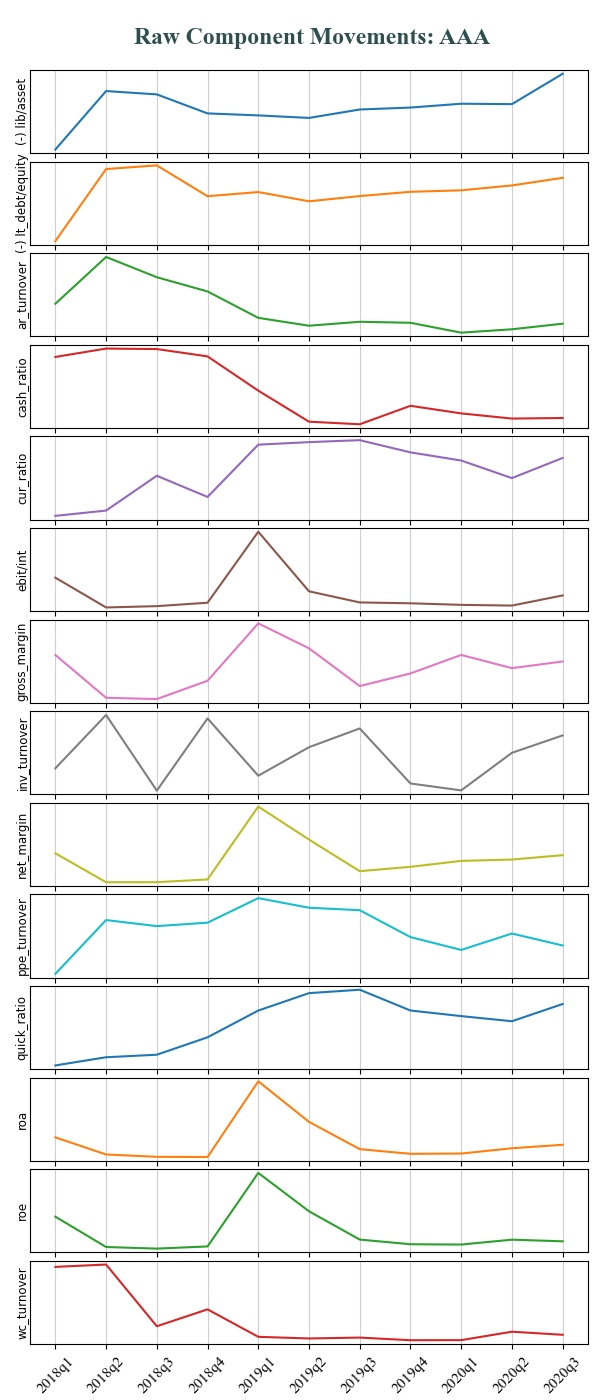 Raw Component Movements: AAA
(-) lib/asset
(-) lt_debt/equity
ar_turnover
cash_ratio
cur_ratio
ebit/int
gross_margin
inv_turnover
net_margin
ppe_turnover
quick_ratio
roa
roe
wc_turnover
2018q1 2018q2 2018q3 2018q4 2019q1 2019q2 2019q3 2019q4 2020q1 2020q2 2020q3